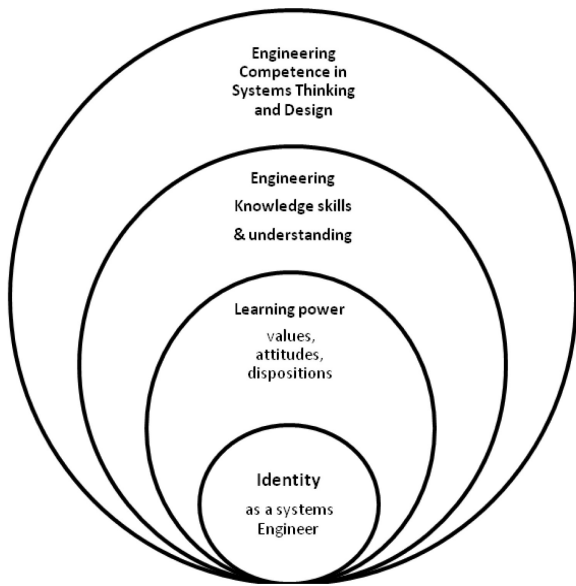 Engineering
Competence in
Systems Thinking
and Design
Engineering
Knowledge skills
& understanding
Learning power
values,
attitudes,
dispositions
Identity
as a systems
Engineer